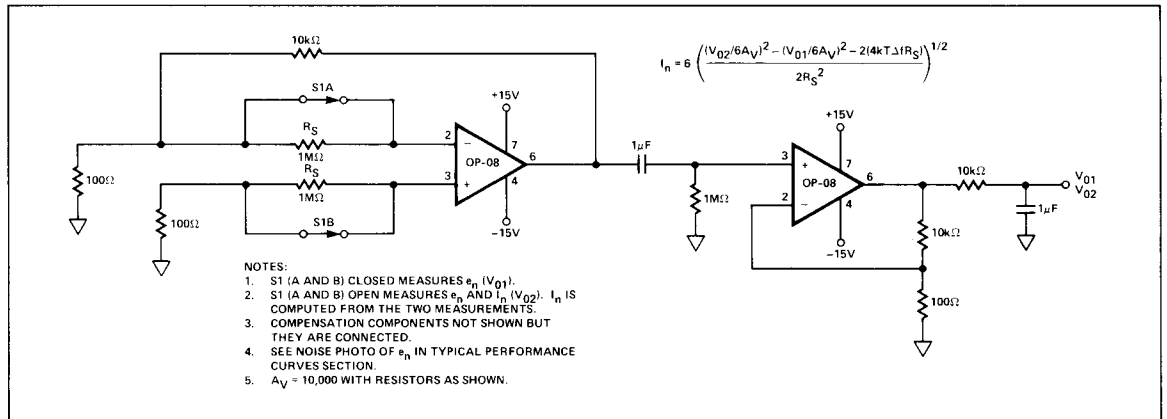 10kΩ
I_n = 6 ( ((V_02/6A_V)^2 – (V_01/6A_V)^2 – 2(4kTΔfR_S)) / 2R_S^2 )^1/2
S1A
+15V
R_S
1MΩ
2
–
7
OP-08
6
3
+
4
R_S
1MΩ
–15V
S1B
100Ω
100Ω
1μF
1MΩ
+15V
3
+
7
OP-08
6
2
–
4
–15V
10kΩ
V_01
V_02
1μF
10kΩ
100Ω
NOTES:
1. S1 (A AND B) CLOSED MEASURES e_n (V_01).
2. S1 (A AND B) OPEN MEASURES e_n AND I_n (V_02). I_n IS
COMPUTED FROM THE TWO MEASUREMENTS.
3. COMPENSATION COMPONENTS NOT SHOWN BUT
THEY ARE CONNECTED.
4. SEE NOISE PHOTO OF e_n IN TYPICAL PERFORMANCE
CURVES SECTION.
5. A_V = 10,000 WITH RESISTORS AS SHOWN.